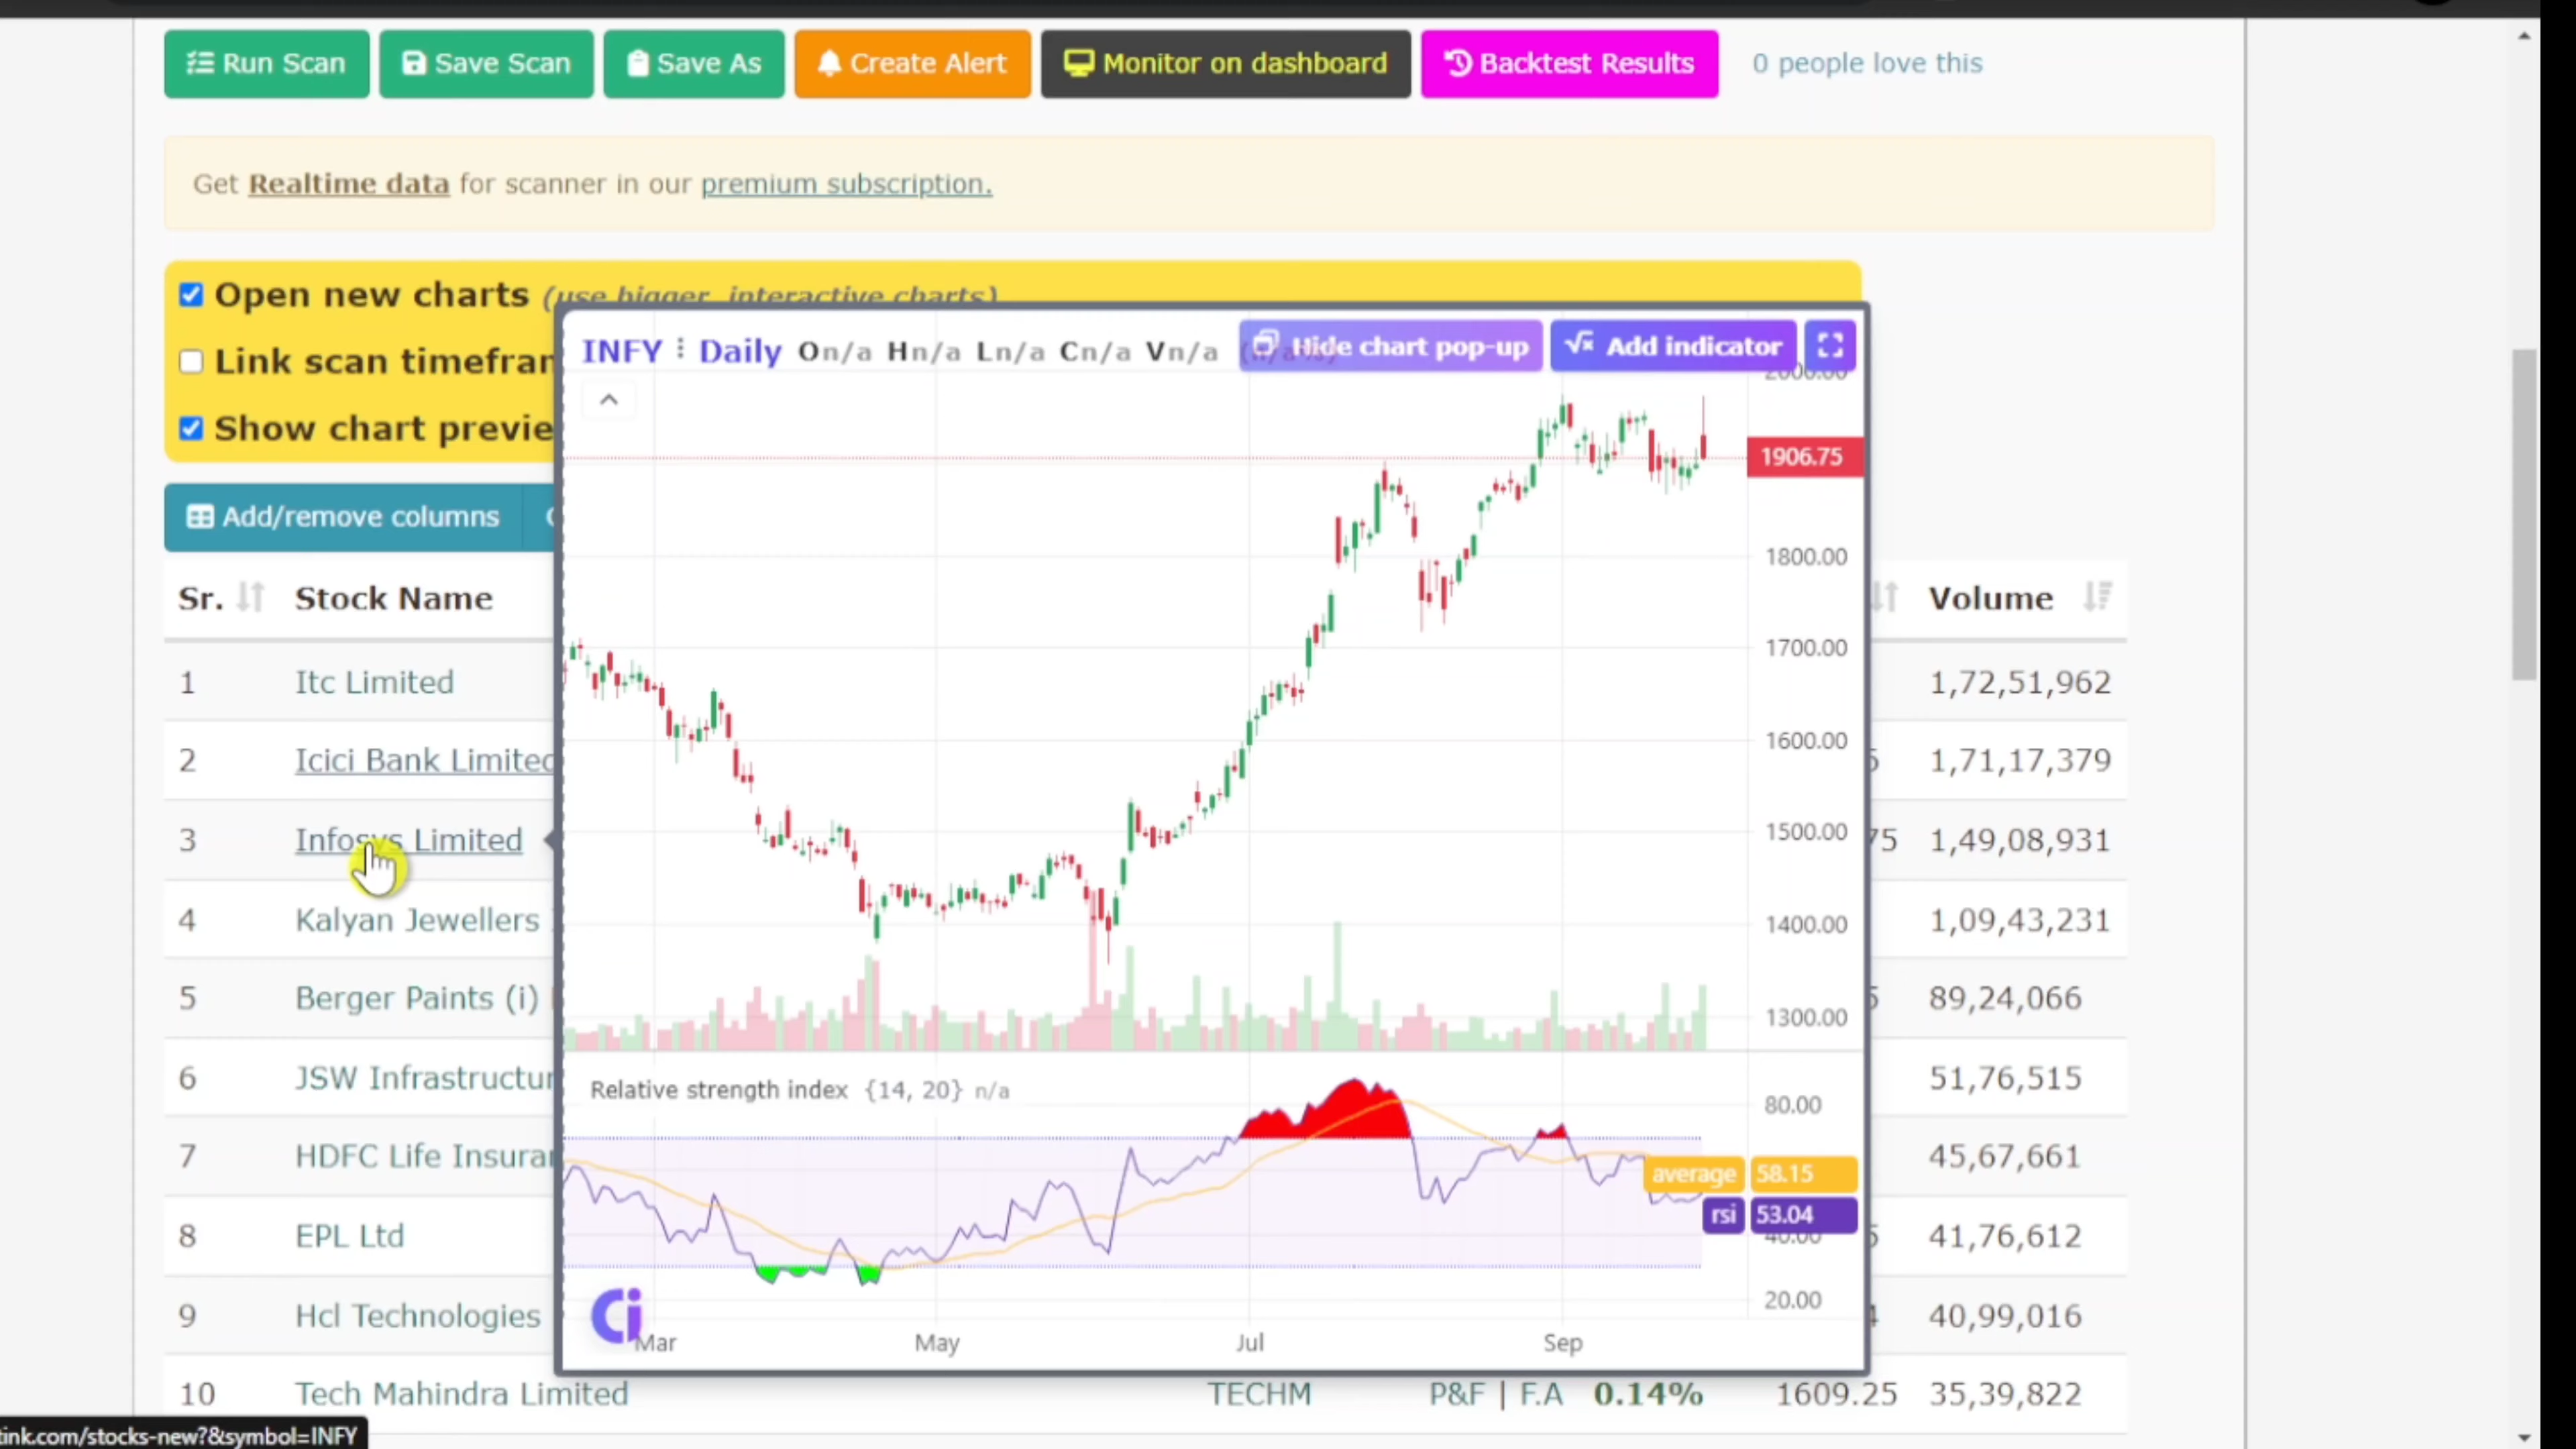 Run Scan
Save Scan
Save As
Create Alert
Monitor on dashboard
Backtest Results
0 people love this
Get Realtime data for scanner in our premium subscription.
Open new charts (use bigger, interactive charts)
Link scan timefran
Show chart previe
INFY Daily On/a Hn/a Ln/a Cn/a Vn/a
Hide chart pop-up
Add indicator
2000.00
1906.75
1800.00
1700.00
1600.00
1500.00
1400.00
1300.00
Add/remove columns
Sr. Stock Name Volume
1 Itc Limited 1,72,51,962
2 Icici Bank Limited 1,71,17,379
3 Infosys Limited 75 1,49,08,931
4 Kalyan Jewellers 1,09,43,231
5 Berger Paints (i) 89,24,066
6 JSW Infrastructur 51,76,515
7 HDFC Life Insuran 45,67,661
8 EPL Ltd 41,76,612
9 Hcl Technologies 40,99,016
10 Tech Mahindra Limited TECHM P&F | F.A 0.14% 1609.25 35,39,822
Relative strength index {14, 20} n/a
80.00
average 58.15
rsi 53.04
40.00
20.00
Ci
Mar May Jul Sep
tink.com/stocks-new?&symbol=INFY